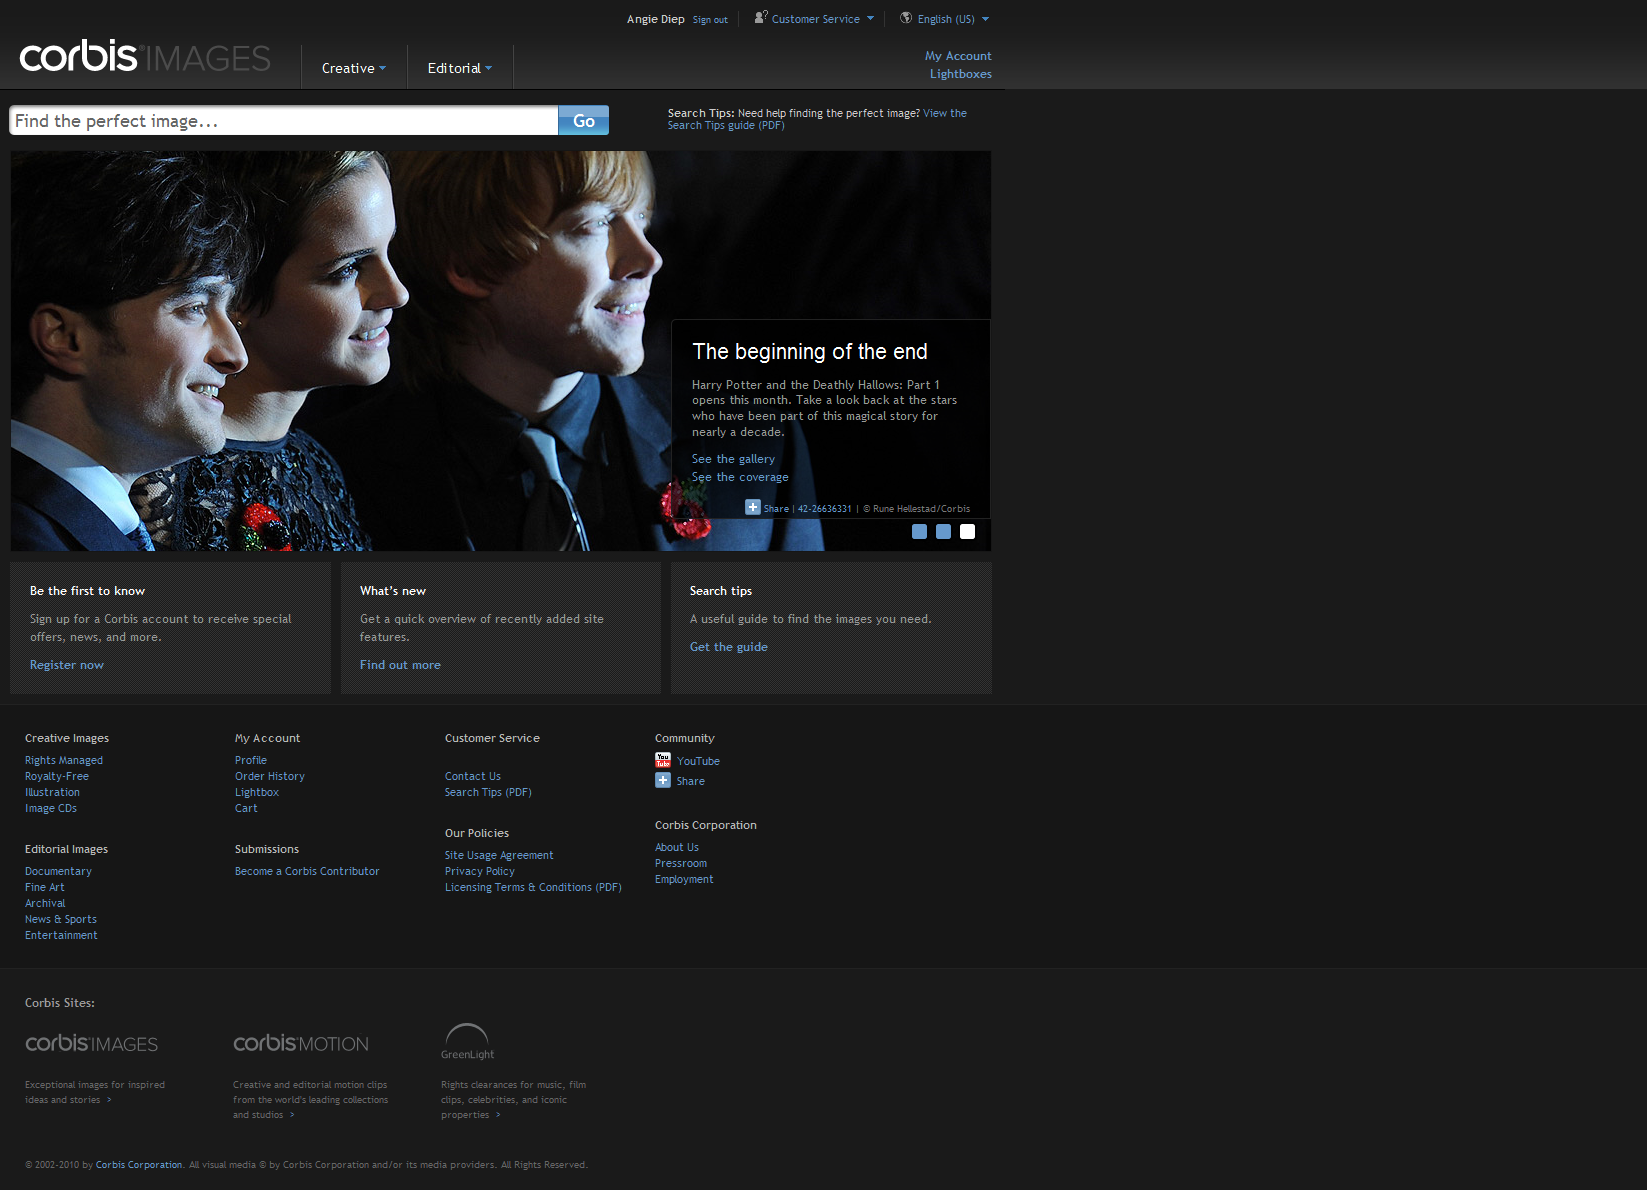 Angie Diep Sign out Customer Service English (US)
corbis® IMAGES
Creative Editorial
My Account
Lightboxes
Find the perfect image... Go
Search Tips: Need help finding the perfect image? View the
Search Tips guide (PDF)
The beginning of the end
Harry Potter and the Deathly Hallows: Part 1
opens this month. Take a look back at the stars
who have been part of this magical story for
nearly a decade.
See the gallery
See the coverage
Share | 42-26636331 | © Rune Hellestad/Corbis
Be the first to know
Sign up for a Corbis account to receive special
offers, news, and more.
Register now
What's new
Get a quick overview of recently added site
features.
Find out more
Search tips
A useful guide to find the images you need.
Get the guide
Creative Images
Rights Managed
Royalty-Free
Illustration
Image CDs
Editorial Images
Documentary
Fine Art
Archival
News & Sports
Entertainment
My Account
Profile
Order History
Lightbox
Cart
Submissions
Become a Corbis Contributor
Customer Service
Contact Us
Search Tips (PDF)
Our Policies
Site Usage Agreement
Privacy Policy
Licensing Terms & Conditions (PDF)
Community
YouTube
Share
Corbis Corporation
About Us
Pressroom
Employment
Corbis Sites:
corbis® IMAGES
Exceptional images for inspired
ideas and stories >
corbis® MOTION
Creative and editorial motion clips
from the world's leading collections
and studios >
GreenLight
Rights clearances for music, film
clips, celebrities, and iconic
properties >
© 2002-2010 by Corbis Corporation. All visual media © by Corbis Corporation and/or its media providers. All Rights Reserved.